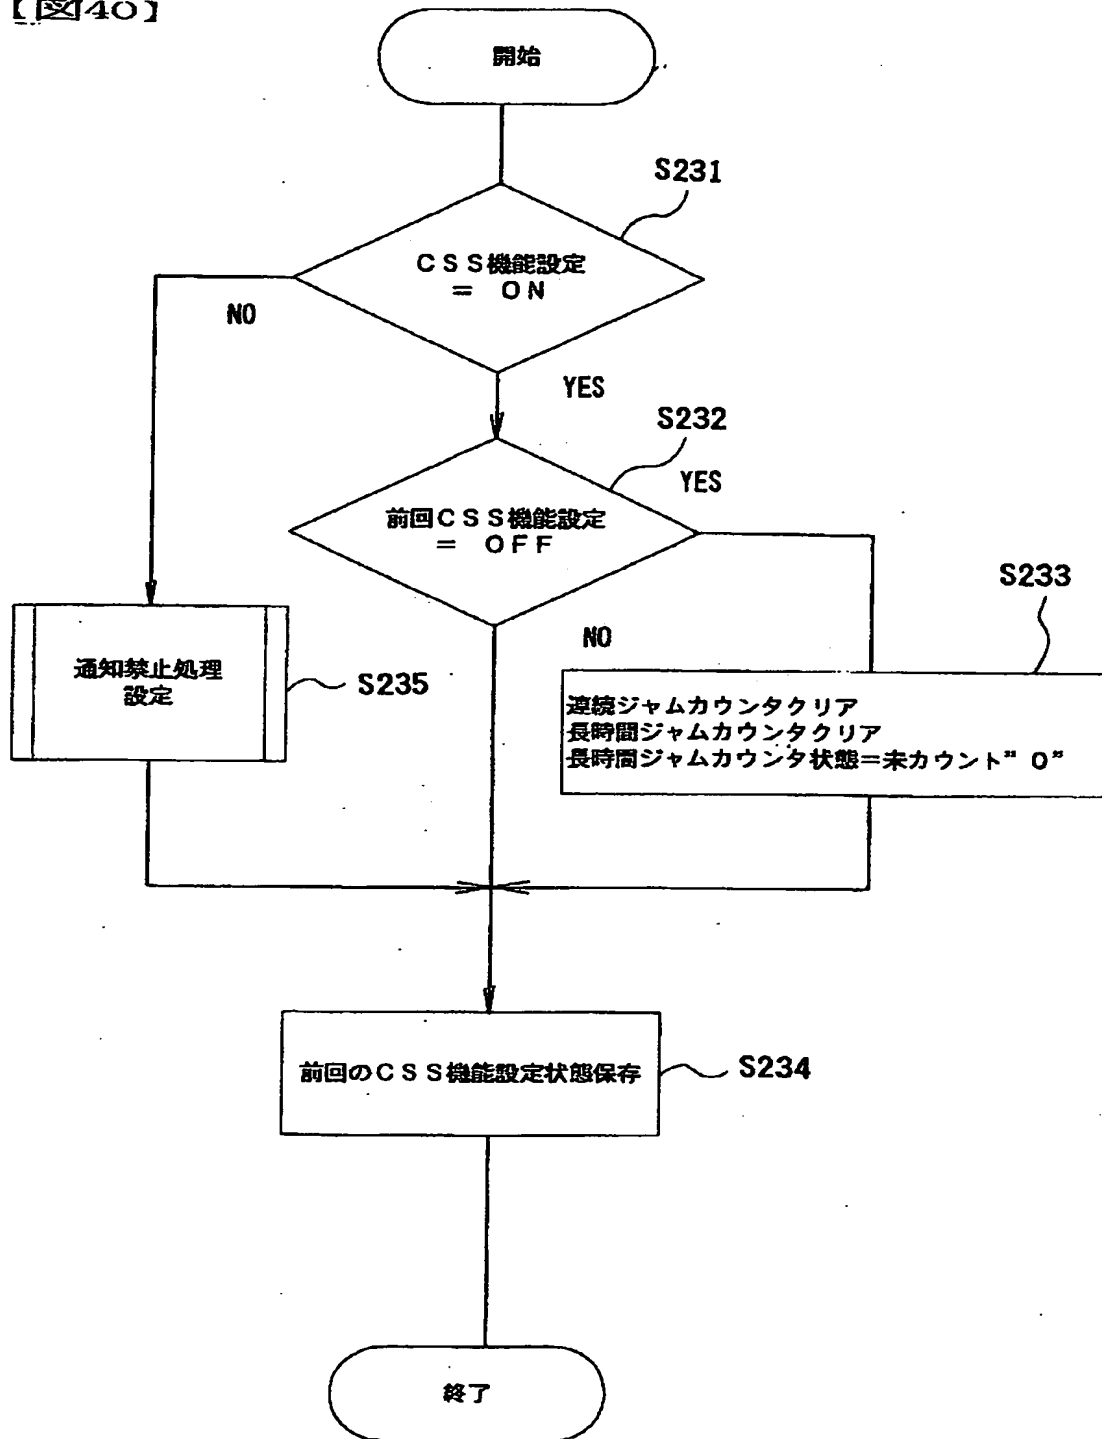 【図40】
開始
S231
CSS機能設定
= ON
NO
YES
S232
YES
前回CSS機能設定
= OFF
S233
NO
通知禁止処理
設定
S235
連続ジャムカウンタクリア
長時間ジャムカウンタクリア
長時間ジャムカウンタ状態=未カウント"0"
前回のCSS機能設定状態保存
S234
終了